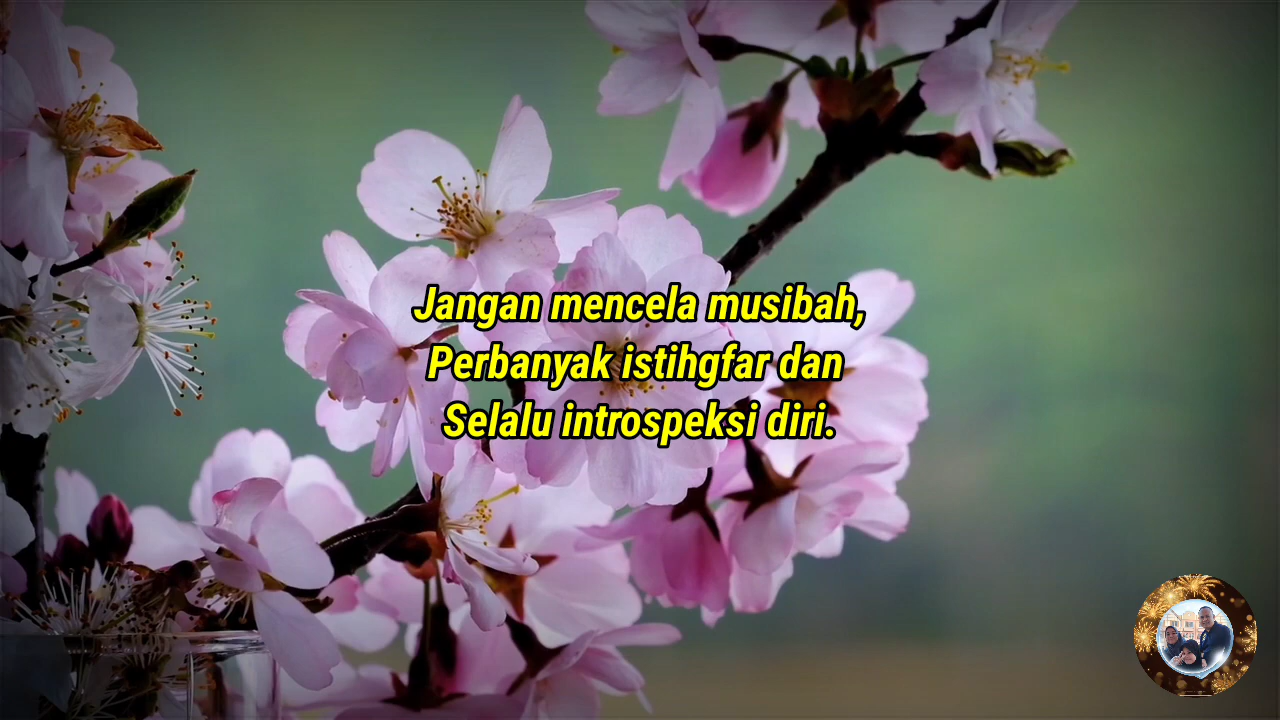 Jangan mencela musibah,
Perbanyak istihgfar dan
Selalu introspeksi diri.